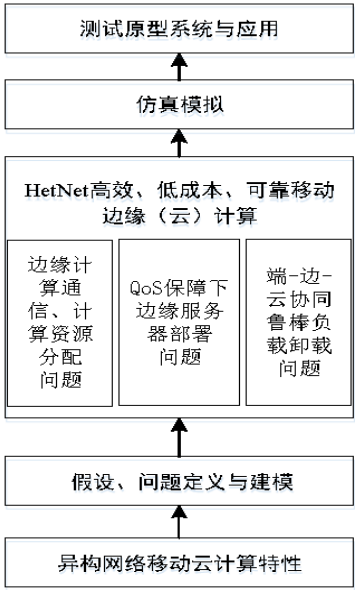 测试原型系统与应用
仿真模拟
HetNet高效、低成本、可靠移动
边缘（云）计算
边缘计
算通
信、计
算资源
分配
问题
QoS保障下
边缘服务
器部署
问题
端-边-
云协同
鲁棒负
载卸载
问题
假设、问题定义与建模
异构网络移动云计算特性